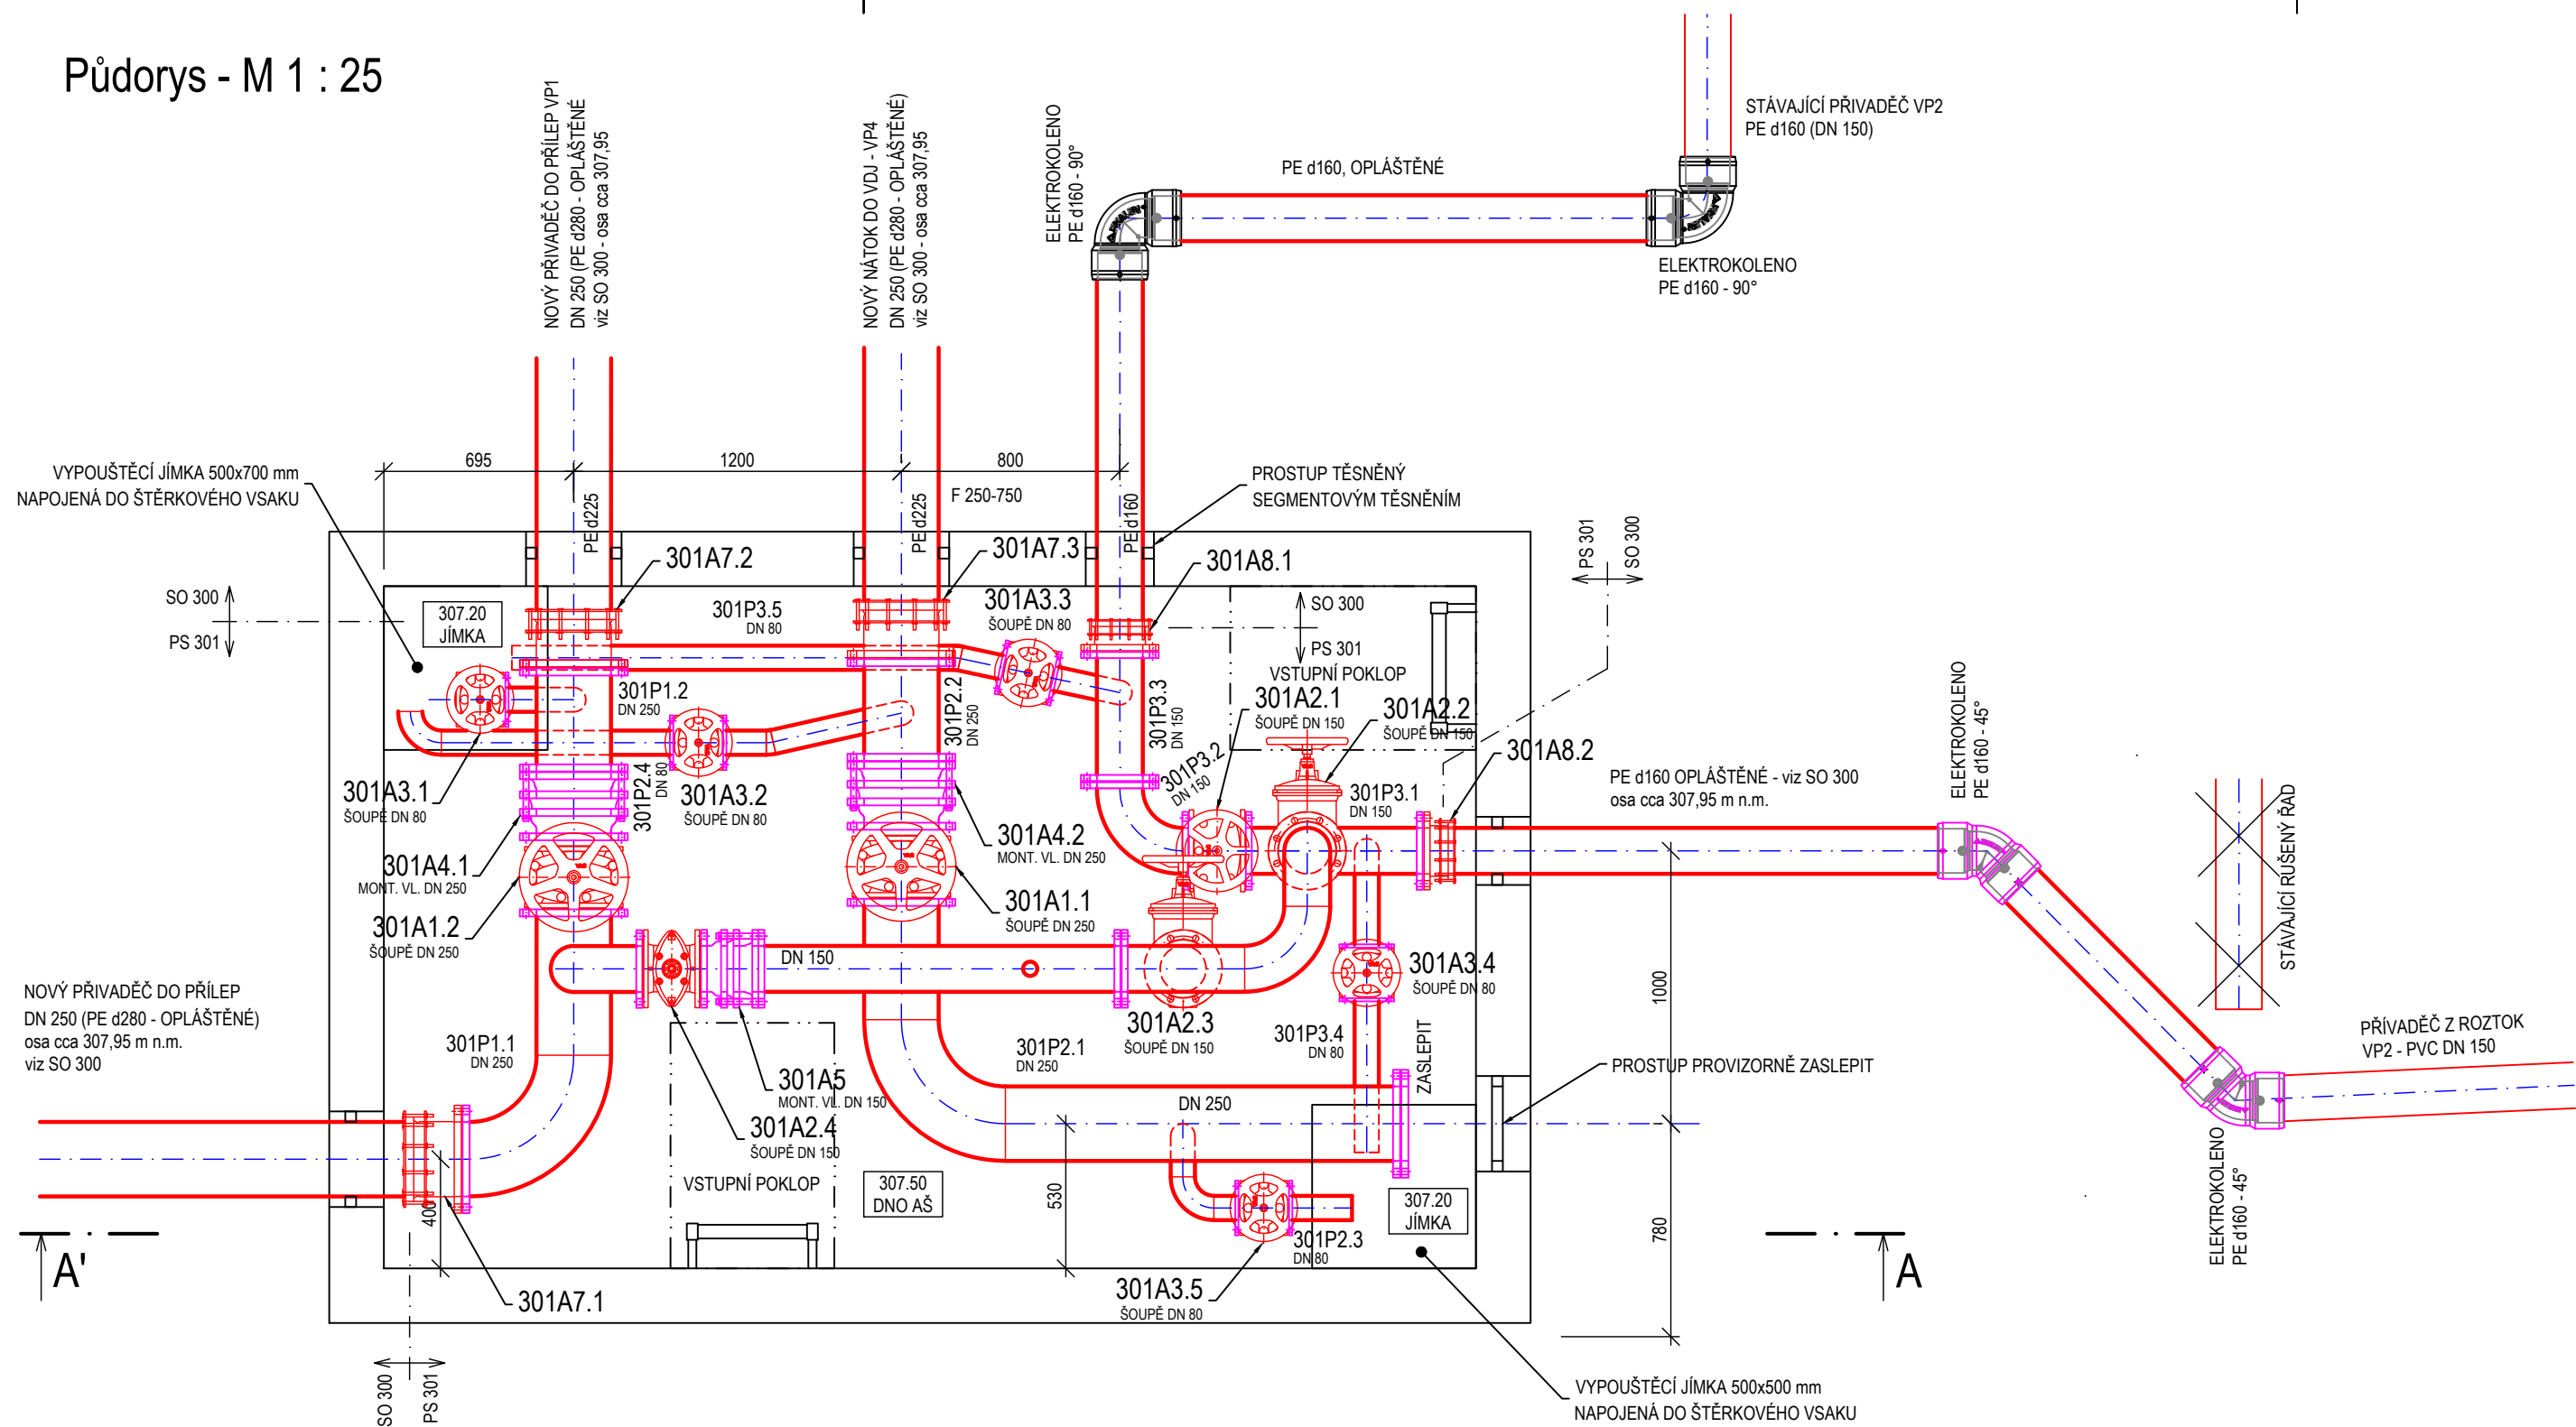 Půdorys - M 1 : 25
NOVÝ PŘIVADĚČ DO PŘÍLEP VP1
DN 250 (PE d280 - OPLÁŠTĚNÉ
viz SO 300 - osa cca 307,95
NOVÝ NÁTOK DO VDJ - VP4
DN 250 (PE d280 - OPLÁŠTĚNÉ)
viz SO 300 - osa cca 307,95
ELEKTROKOLENO
PE d160 - 90°
PE d160, OPLÁŠTĚNÉ
STÁVAJÍCÍ PŘIVADĚČ VP2
PE d160 (DN 150)
ELEKTROKOLENO
PE d160 - 90°
VYPOUŠTĚCÍ JÍMKA 500x700 mm
NAPOJENÁ DO ŠTĚRKOVÉHO VSAKU
695
1200
800
PE d225
PE d225
F 250-750
PE d160
PROSTUP TĚSNĚNÝ
SEGMENTOVÝM TĚSNĚNÍM
301A7.2
301A7.3
301A8.1
PS 301
SO 300
SO 300
PS 301
307.20
JÍMKA
301P3.5
DN 80
301A3.3
ŠOUPĚ DN 80
SO 300
PS 301
VSTUPNÍ POKLOP
301P1.2
DN 250
301P2.2
DN 250
301P3.3
DN 150
301A2.1
ŠOUPĚ DN 150
301A2.2
ŠOUPĚ DN 150
301A8.2
301P3.2
DN 150
301A3.1
ŠOUPĚ DN 80
301P2.4
DN 80
301A3.2
ŠOUPĚ DN 80
301P3.1
DN 150
PE d160 OPLÁŠTĚNÉ - viz SO 300
osa cca 307,95 m n.m.
ELEKTROKOLENO
PE d160 - 45°
STÁVAJÍCÍ RUŠENÝ ŘAD
301A4.1
MONT. VL. DN 250
301A4.2
MONT. VL. DN 250
301A1.2
ŠOUPĚ DN 250
301A1.1
ŠOUPĚ DN 250
DN 150
301A3.4
ŠOUPĚ DN 80
1000
NOVÝ PŘIVADĚČ DO PŘÍLEP
DN 250 (PE d280 - OPLÁŠTĚNÉ)
osa cca 307,95 m n.m.
viz SO 300
301P1.1
DN 250
301A2.3
ŠOUPĚ DN 150
301P2.1
DN 250
301P3.4
DN 80
ZASLEPIT
PROSTUP PROVIZORNĚ ZASLEPIT
PŘÍVADĚČ Z ROZTOK
VP2 - PVC DN 150
301A5
MONT. VL. DN 150
DN 250
301A2.4
ŠOUPĚ DN 150
VSTUPNÍ POKLOP
307.50
DNO AŠ
400
530
307.20
JÍMKA
780
ELEKTROKOLENO
PE d160 - 45°
301P2.3
DN 80
A'
A
301A7.1
301A3.5
ŠOUPĚ DN 80
SO 300
PS 301
VYPOUŠTĚCÍ JÍMKA 500x500 mm
NAPOJENÁ DO ŠTĚRKOVÉHO VSAKU